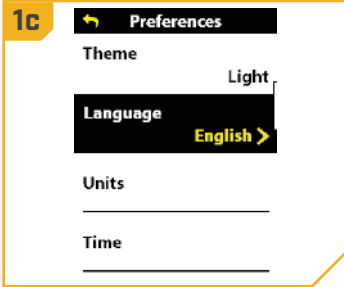 1c
Preferences
Theme
Light
Language
English >
Units
Time